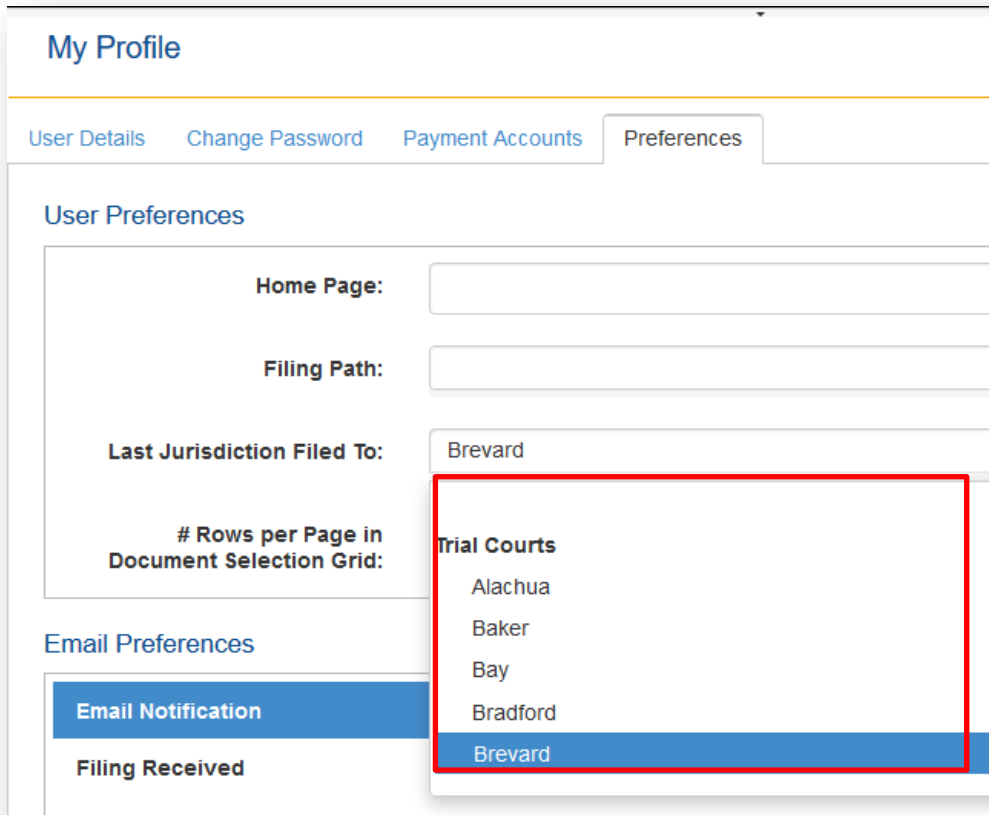 My Profile
User Details Change Password Payment Accounts Preferences
User Preferences
Home Page:
Filing Path:
Last Jurisdiction Filed To: Brevard
# Rows per Page in
Document Selection Grid:
Trial Courts
Alachua
Baker
Bay
Bradford
Brevard
Email Preferences
Email Notification
Filing Received